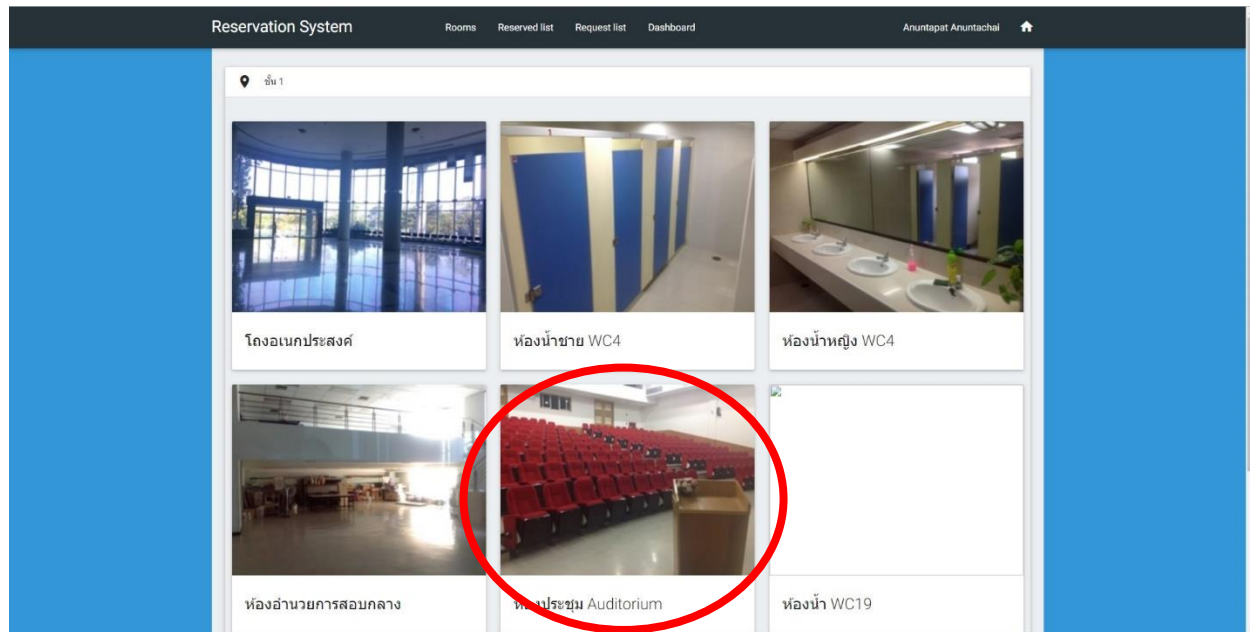 Reservation System Rooms Reserved list Request list Dashboard Anuntapat Anuntachai
ชั้น 1
โถงอเนกประสงค์ ห้องน้ำชาย WC4 ห้องน้ำหญิง WC4
ห้องอำนวยการสอบกลาง ห้องประชุม Auditorium ห้องน้ำ WC19